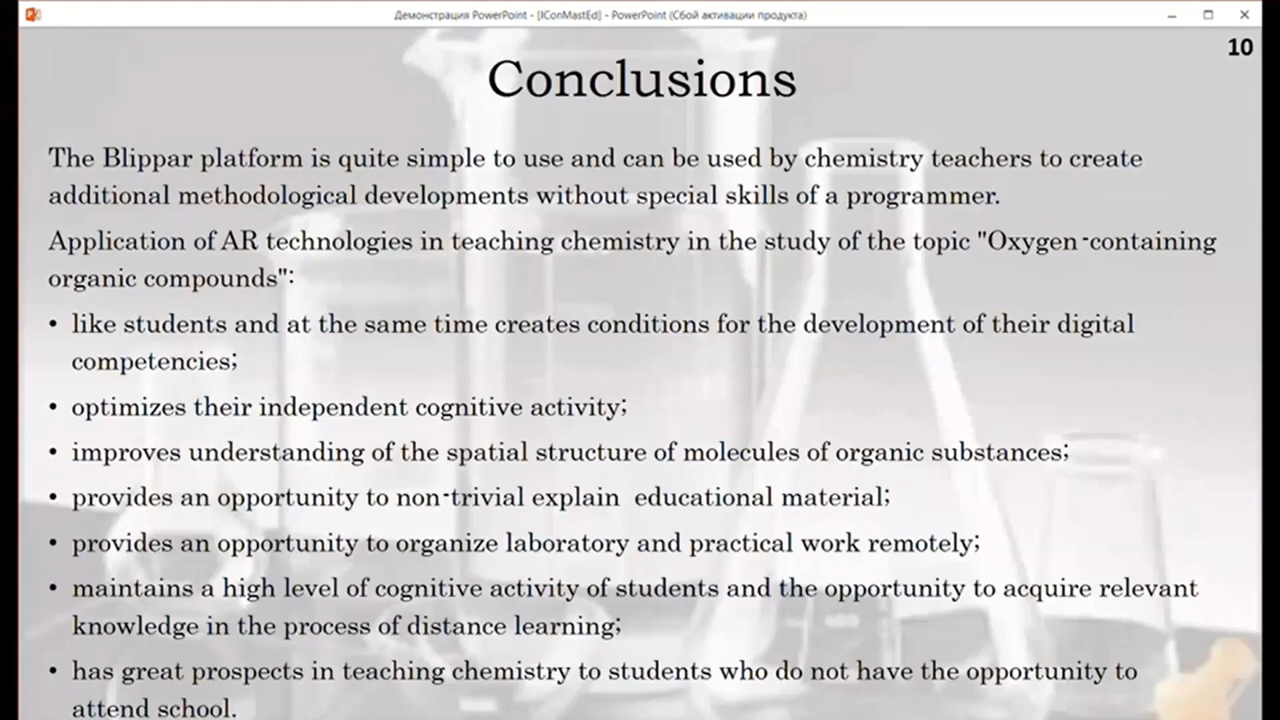 Демонстрация PowerPoint - [IConMastEd] - PowerPoint (Сбой активации продукта)
10
Conclusions
The Blippar platform is quite simple to use and can be used by chemistry teachers to create
additional methodological developments without special skills of a programmer.
Application of AR technologies in teaching chemistry in the study of the topic "Oxygen-containing
organic compounds":
• like students and at the same time creates conditions for the development of their digital
competencies;
• optimizes their independent cognitive activity;
• improves understanding of the spatial structure of molecules of organic substances;
• provides an opportunity to non-trivial explain  educational material;
• provides an opportunity to organize laboratory and practical work remotely;
• maintains a high level of cognitive activity of students and the opportunity to acquire relevant
knowledge in the process of distance learning;
• has great prospects in teaching chemistry to students who do not have the opportunity to
attend school.